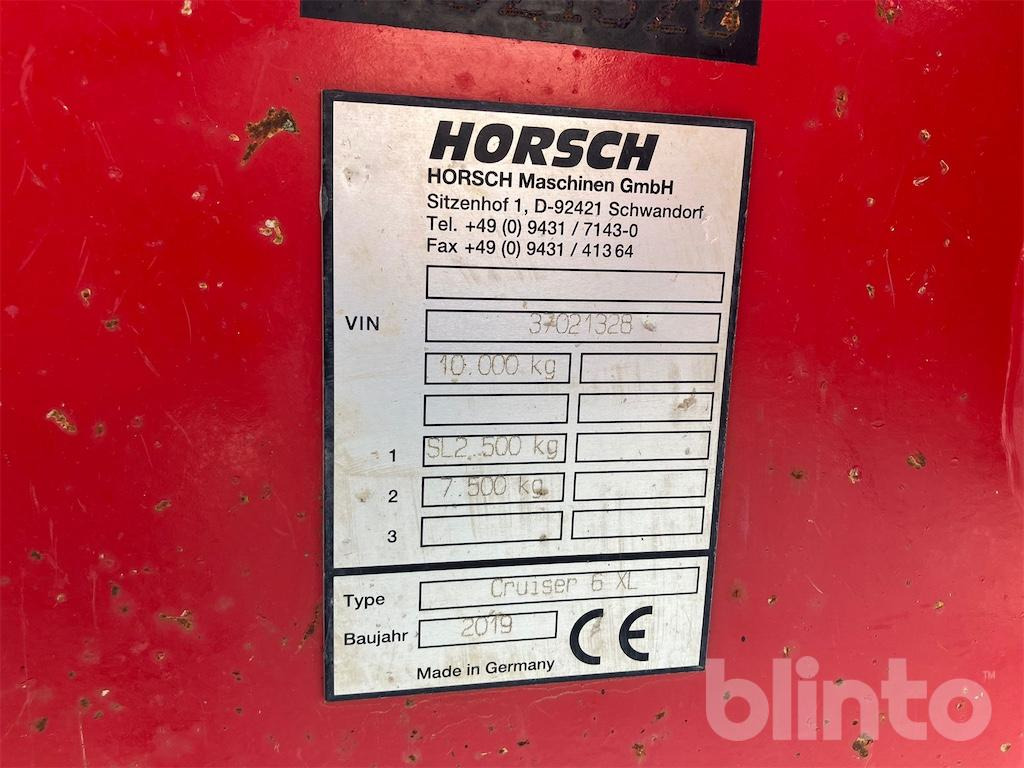 HORSCH
HORSCH Maschinen GmbH
Sitzenhof 1, D-92421 Schwandorf
Tel. +49 (0) 9431 / 7143-0
Fax +49 (0) 9431 / 413 64
VIN 37021328
10.000 kg
1 SL2.500 kg
2 7.500 kg
3
Type Cruiser 6 XL
Baujahr 2019 CE
Made in Germany
blinto™